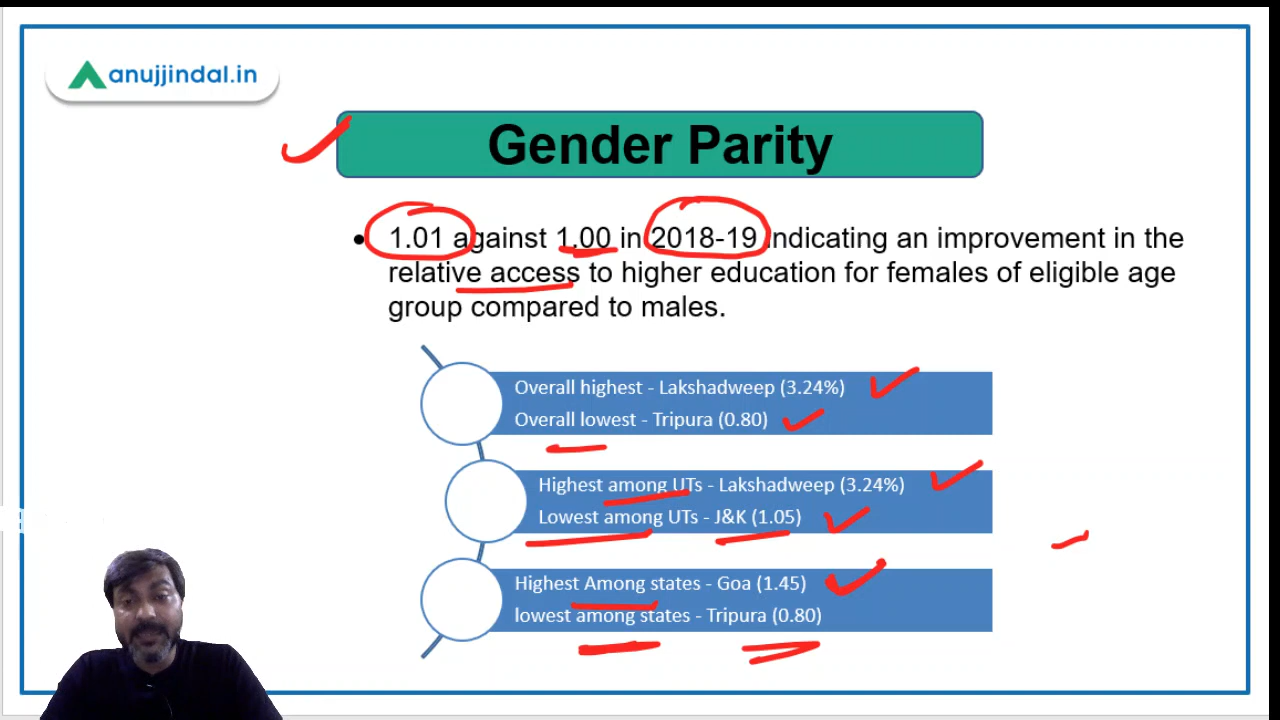 anujjindal.in
Gender Parity
• 1.01 against 1.00 in 2018-19 indicating an improvement in the
relative access to higher education for females of eligible age
group compared to males.
Overall highest - Lakshadweep (3.24%)
Overall lowest - Tripura (0.80)
Highest among UTs - Lakshadweep (3.24%)
Lowest among UTs - J&K (1.05)
Highest Among states - Goa (1.45)
lowest among states - Tripura (0.80)